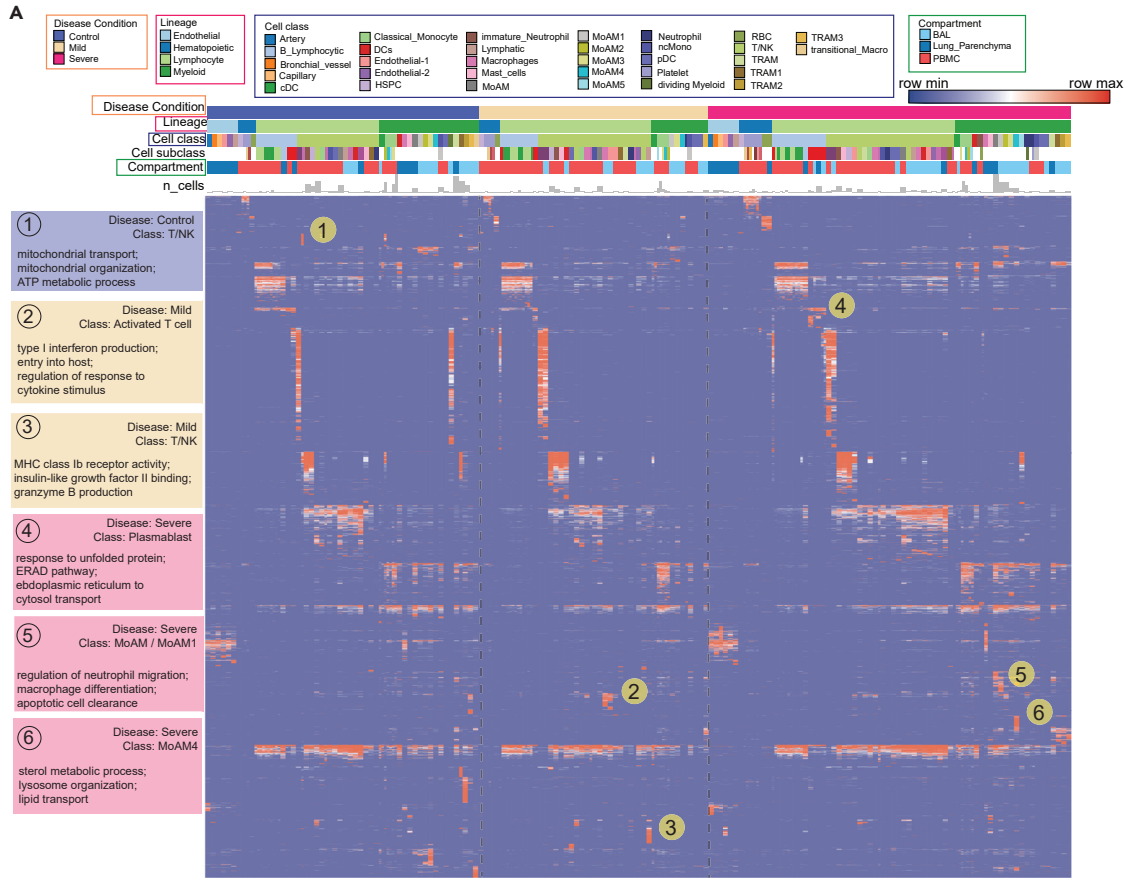 A
Disease Condition
Control
Mild
Severe
Lineage
Endothelial
Hematopoietic
Lymphocyte
Myeloid
Cell class
Artery
B_Lymphocytic
Bronchial_vessel
Capillary
cDC
Classical_Monocyte
DCs
Endothelial-1
Endothelial-2
HSPC
immature_Neutrophil
Lymphatic
Macrophages
Mast_cells
MoAM
MoAM1
MoAM2
MoAM3
MoAM4
MoAM5
Neutrophil
ncMono
pDC
Platelet
dividing Myeloid
RBC
T/NK
TRAM
TRAM1
TRAM2
TRAM3
transitional_Macro
Compartment
BAL
Lung_Parenchyma
PBMC
row min
row max
Disease Condition
Lineage
Cell class
Cell subclass
Compartment
n_cells
1
Disease: Control
Class: T/NK
mitochondrial transport;
mitochondrial organization;
ATP metabolic process
2
Disease: Mild
Class: Activated T cell
type I interferon production;
entry into host;
regulation of response to
cytokine stimulus
3
Disease: Mild
Class: T/NK
MHC class Ib receptor activity;
insulin-like growth factor II binding;
granzyme B production
4
Disease: Severe
Class: Plasmablast
response to unfolded protein;
ERAD pathway;
ebdoplasmic reticulum to
cytosol transport
5
Disease: Severe
Class: MoAM / MoAM1
regulation of neutrophil migration;
macrophage differentiation;
apoptotic cell clearance
6
Disease: Severe
Class: MoAM4
sterol metabolic process;
lysosome organization;
lipid transport
1
4
5
2
6
3